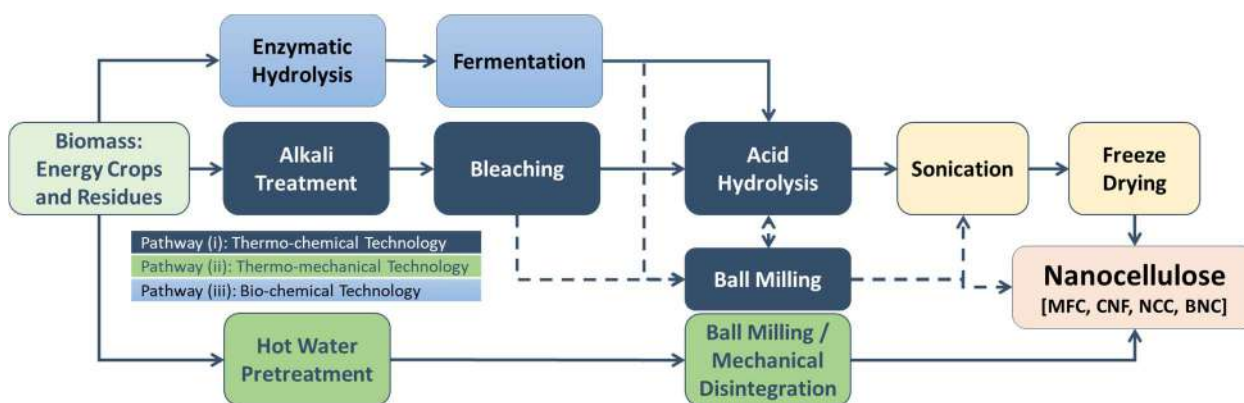 Enzymatic
Hydrolysis
Fermentation
Biomass:
Energy Crops
and Residues
Alkali
Treatment
Bleaching
Acid
Hydrolysis
Sonication
Freeze
Drying
Pathway (i): Thermo-chemical Technology
Pathway (ii): Thermo-mechanical Technology
Pathway (iii): Bio-chemical Technology
Ball Milling
Nanocellulose
[MFC, CNF, NCC, BNC]
Hot Water
Pretreatment
Ball Milling /
Mechanical
Disintegration